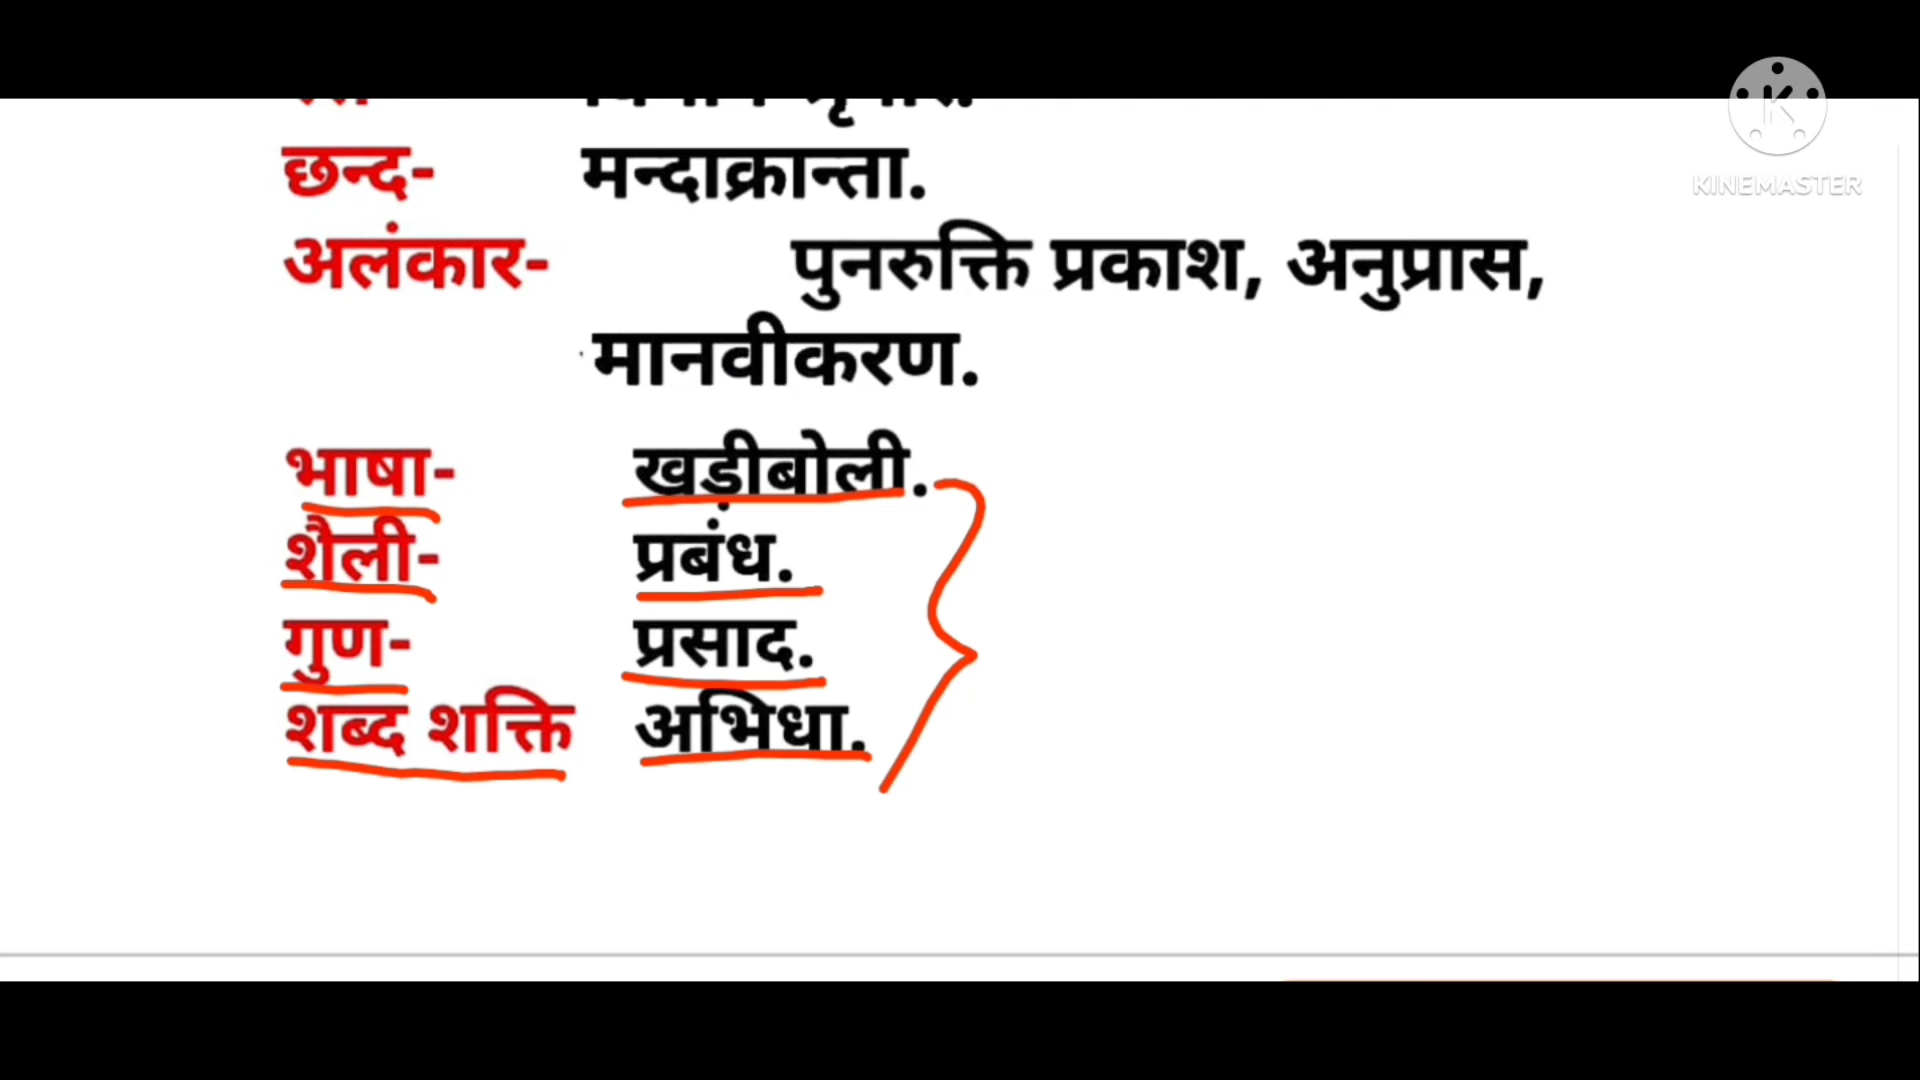 छन्द- मन्दाक्रान्ता.
अलंकार- पुनरुक्ति प्रकाश, अनुप्रास,
मानवीकरण.
भाषा- खड़ीबोली.
शैली- प्रबंध.
गुण- प्रसाद.
शब्द शक्ति अभिधा.
K
KINEMASTER